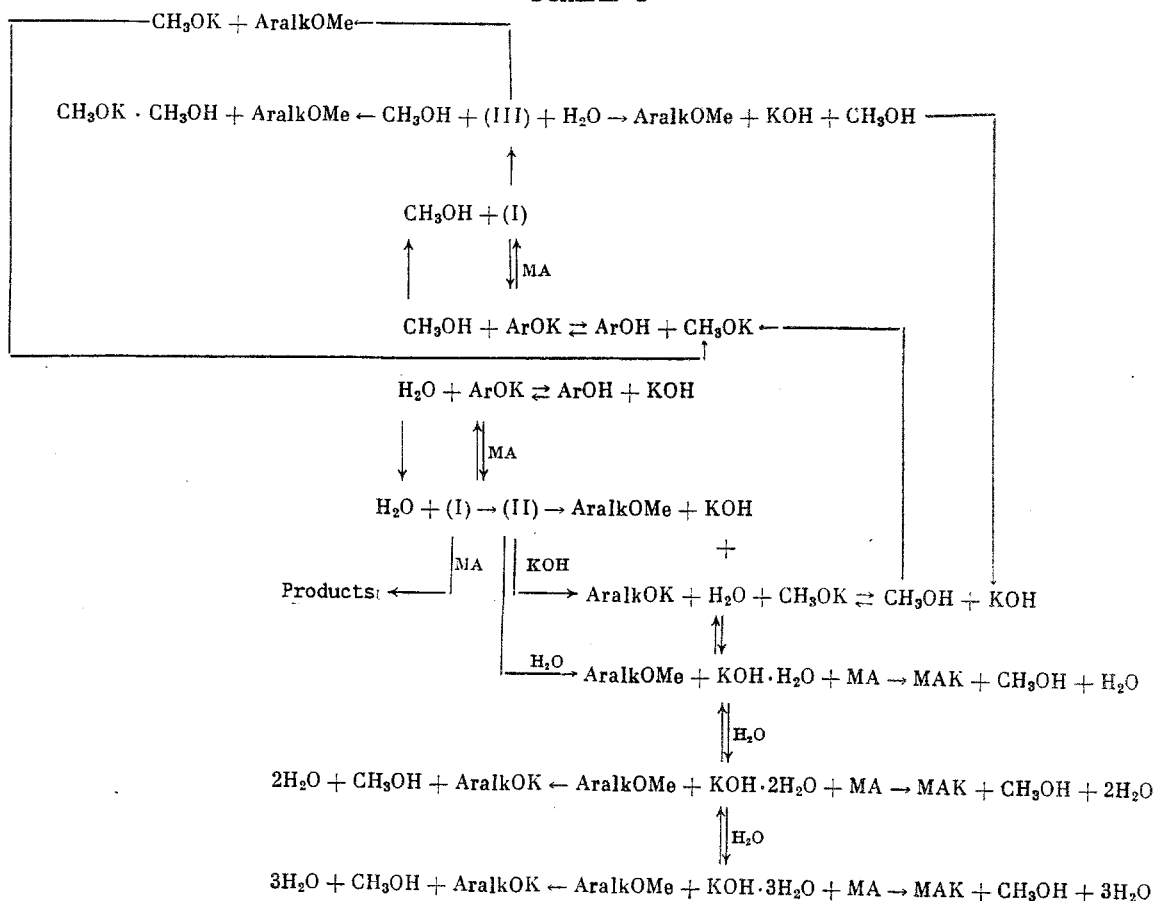 CH₃OK + AralkOMe←
CH₃OK · CH₃OH + AralkOMe ← CH₃OH + (III) + H₂O → AralkOMe + KOH + CH₃OH
↑
CH₃OH + (I)
↑ ⇅ MA
CH₃OH + ArOK ⇄ ArOH + CH₃OK ←
H₂O + ArOK ⇄ ArOH + KOH
↓ ⇅ MA
H₂O + (I) → (II) → AralkOMe + KOH
+
MA KOH
Products ← → AralkOK + H₂O + CH₃OK ⇄ CH₃OH + KOH
⇅
H₂O → AralkOMe + KOH·H₂O + MA → MAK + CH₃OH + H₂O
⇅ H₂O
2H₂O + CH₃OH + AralkOK ← AralkOMe + KOH·2H₂O + MA → MAK + CH₃OH + 2H₂O
⇅ H₂O
3H₂O + CH₃OH + AralkOK ← AralkOMe + KOH·3H₂O + MA → MAK + CH₃OH + 3H₂O